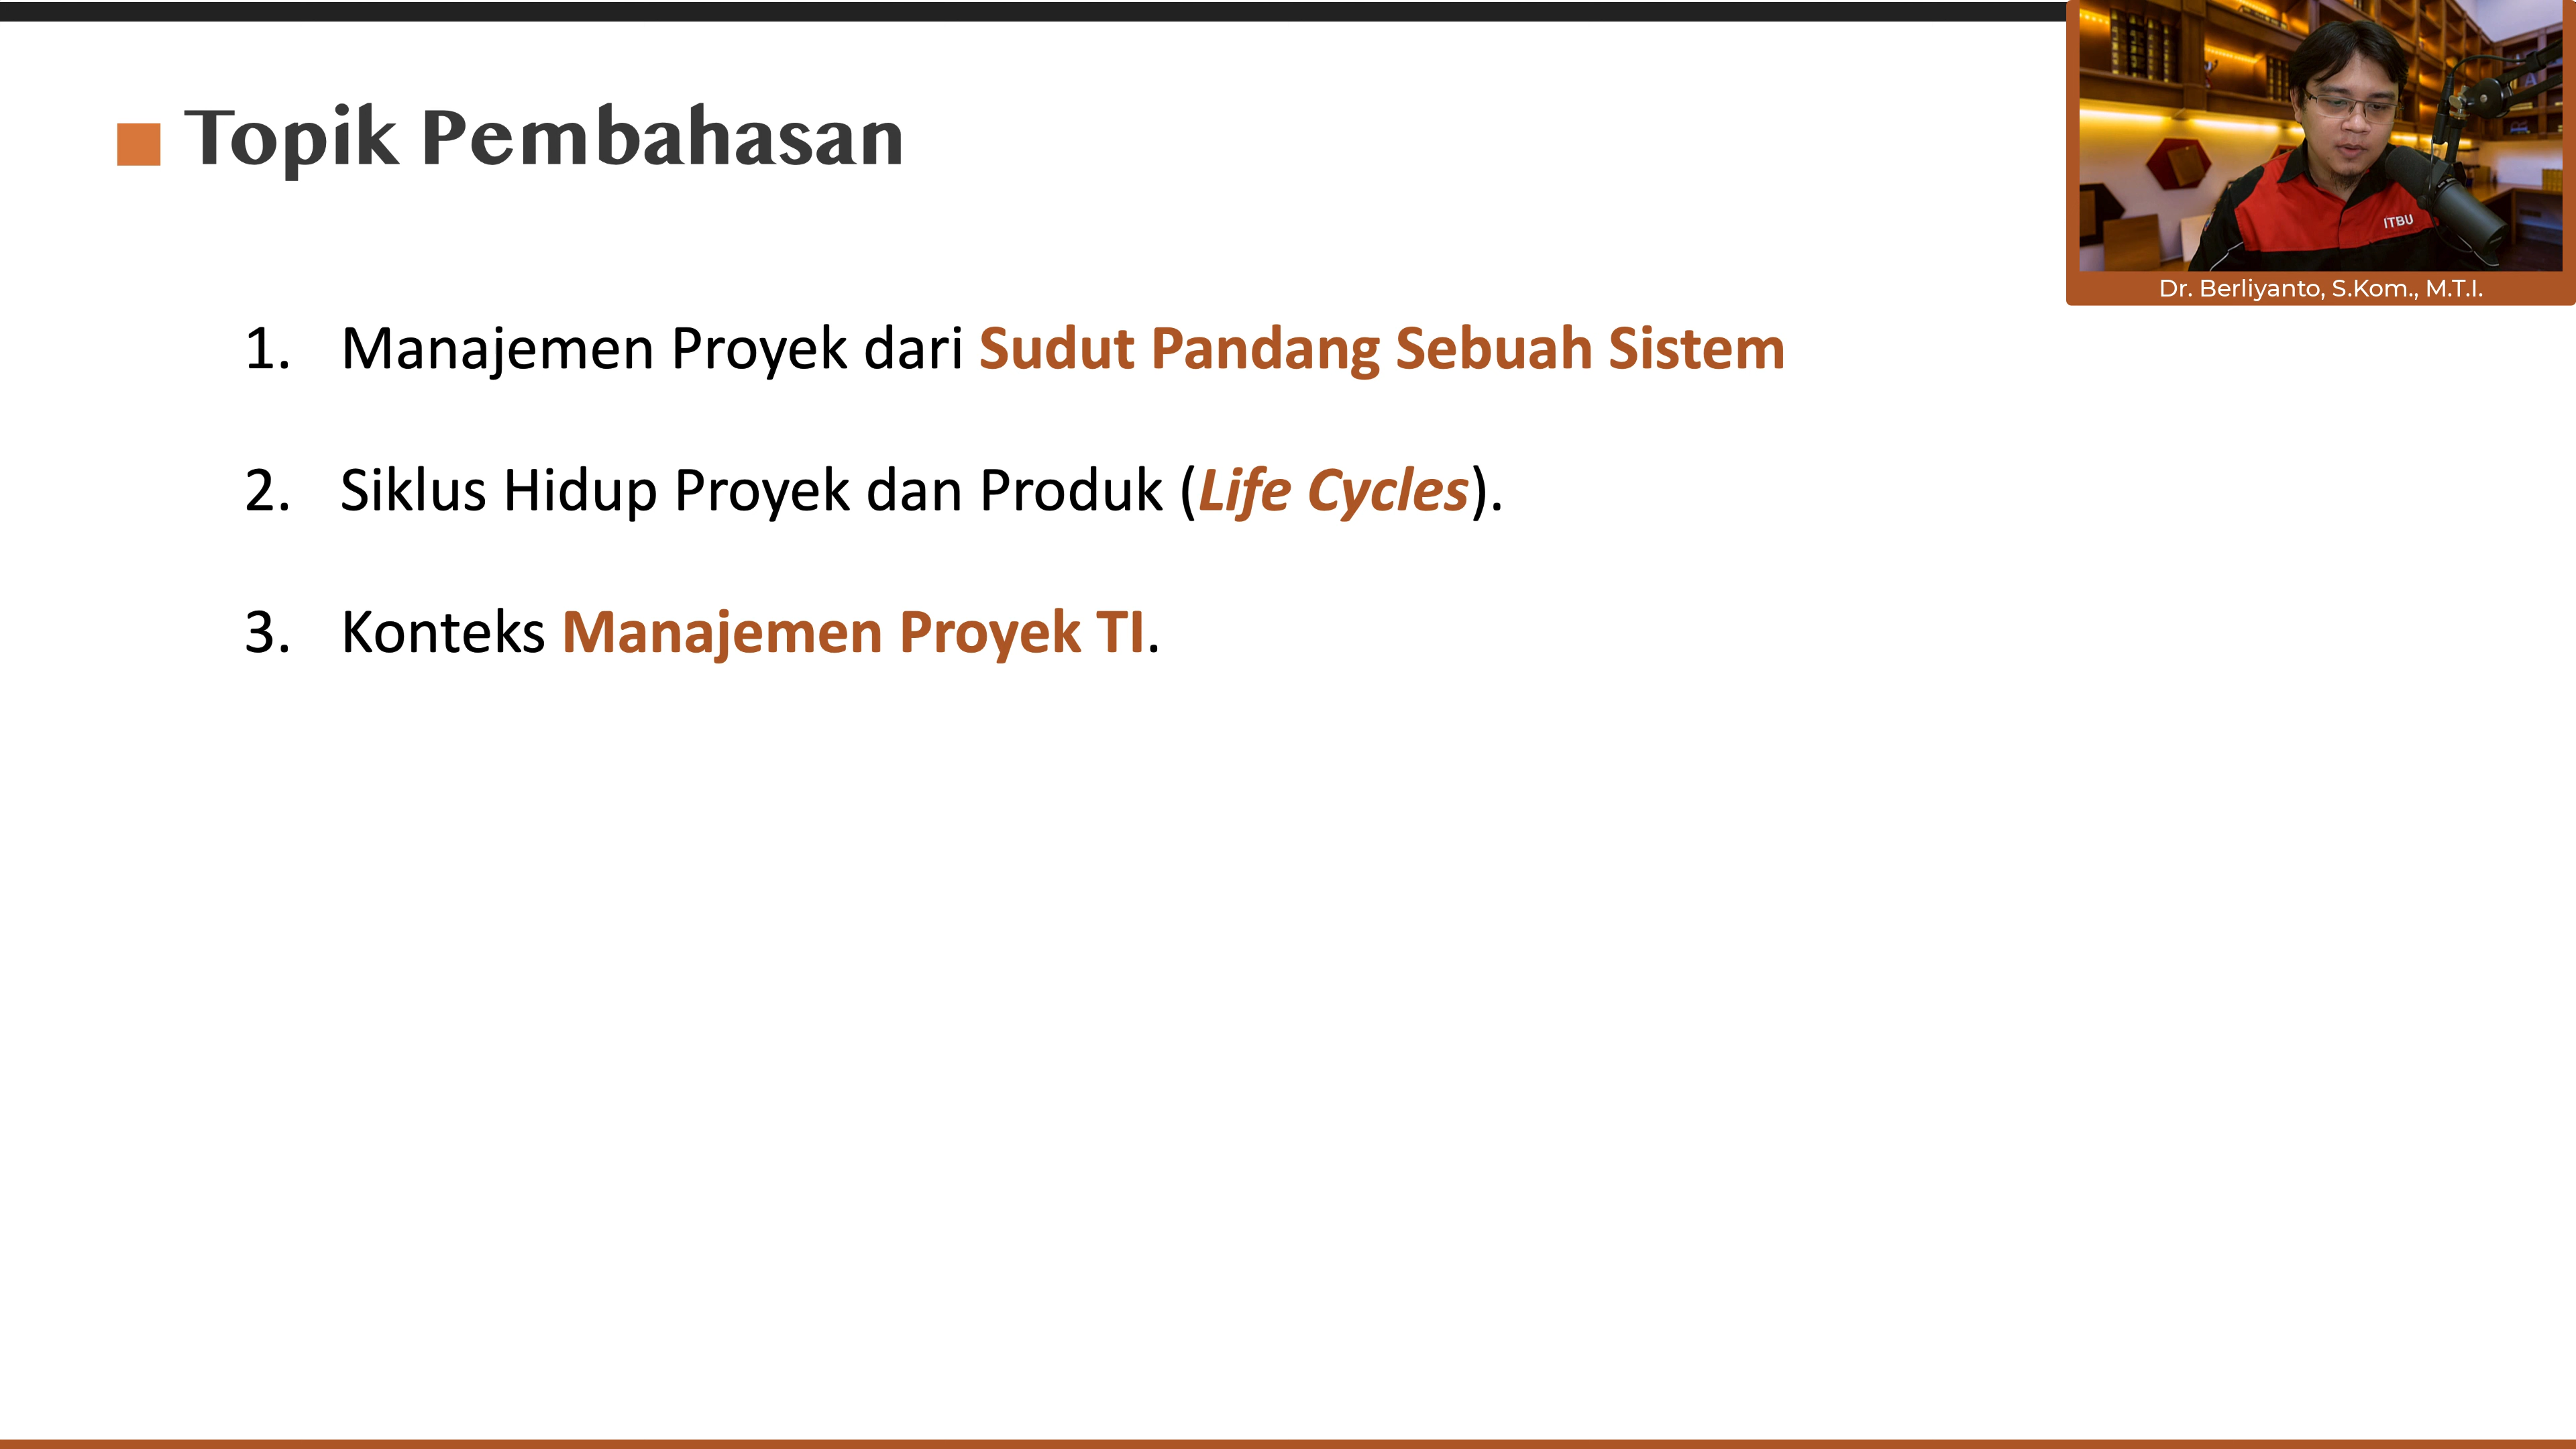 Topik Pembahasan
ITBU
Dr. Berliyanto, S.Kom., M.T.I.
1. Manajemen Proyek dari Sudut Pandang Sebuah Sistem
2. Siklus Hidup Proyek dan Produk (Life Cycles).
3. Konteks Manajemen Proyek TI.